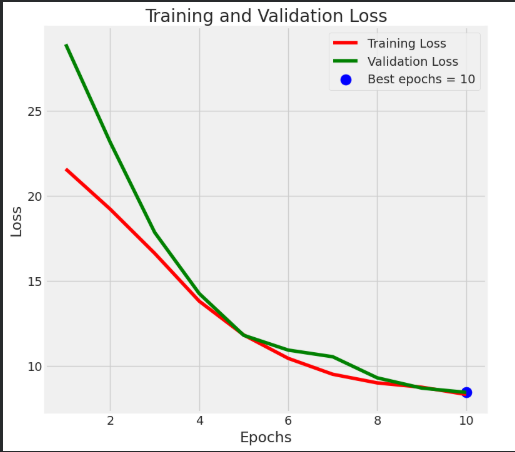 Training and Validation Loss
Training Loss
Validation Loss
Best epochs = 10
25
20
15
10
Loss
2
4
6
8
10
Epochs